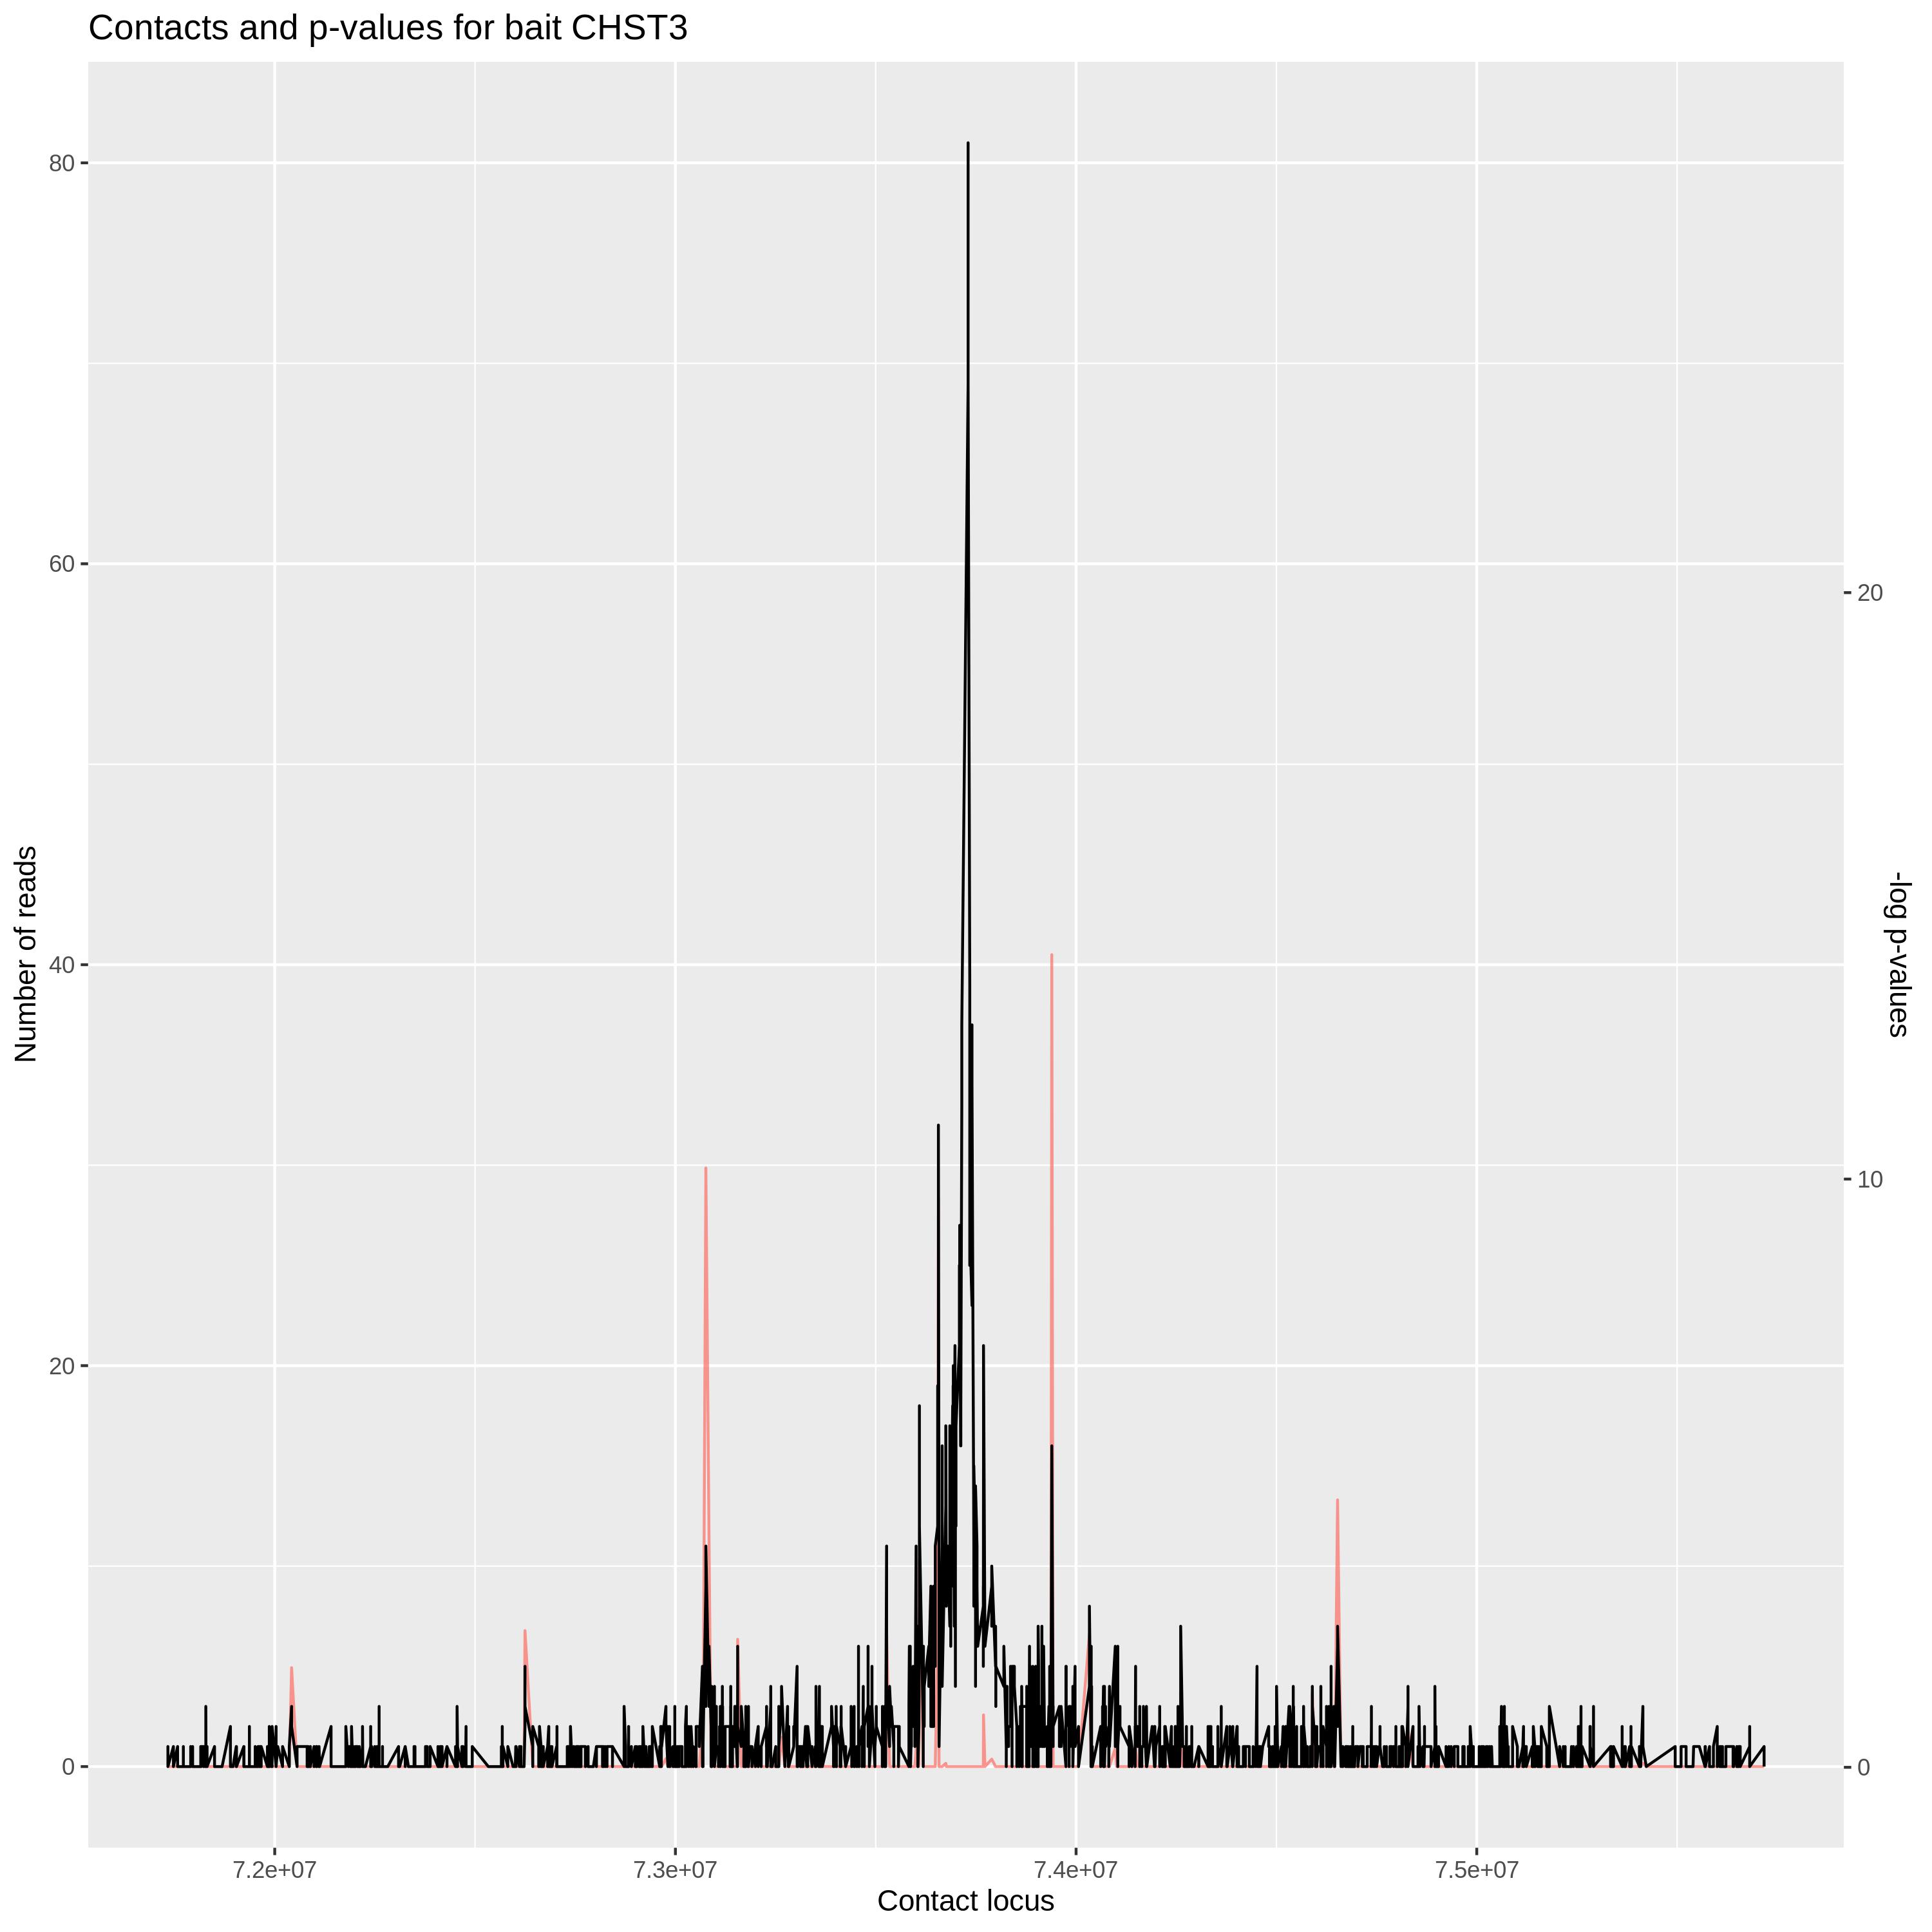 Contacts and p-values for bait CHST3
80
60
40
20
0
Number of reads
20
10
0
-log p-values
7.2e+07 7.3e+07 7.4e+07 7.5e+07
Contact locus